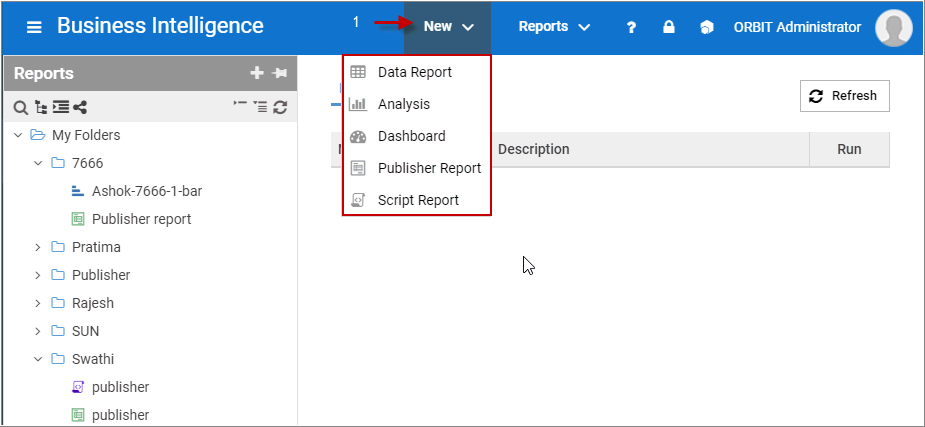 Business Intelligence
1
New
Reports
?
ORBIT Administrator
Reports
Data Report
Analysis
Dashboard
Publisher Report
Script Report
Refresh
Description
Run
My Folders
7666
Ashok-7666-1-bar
Publisher report
Pratima
Publisher
Rajesh
SUN
Swathi
publisher
publisher